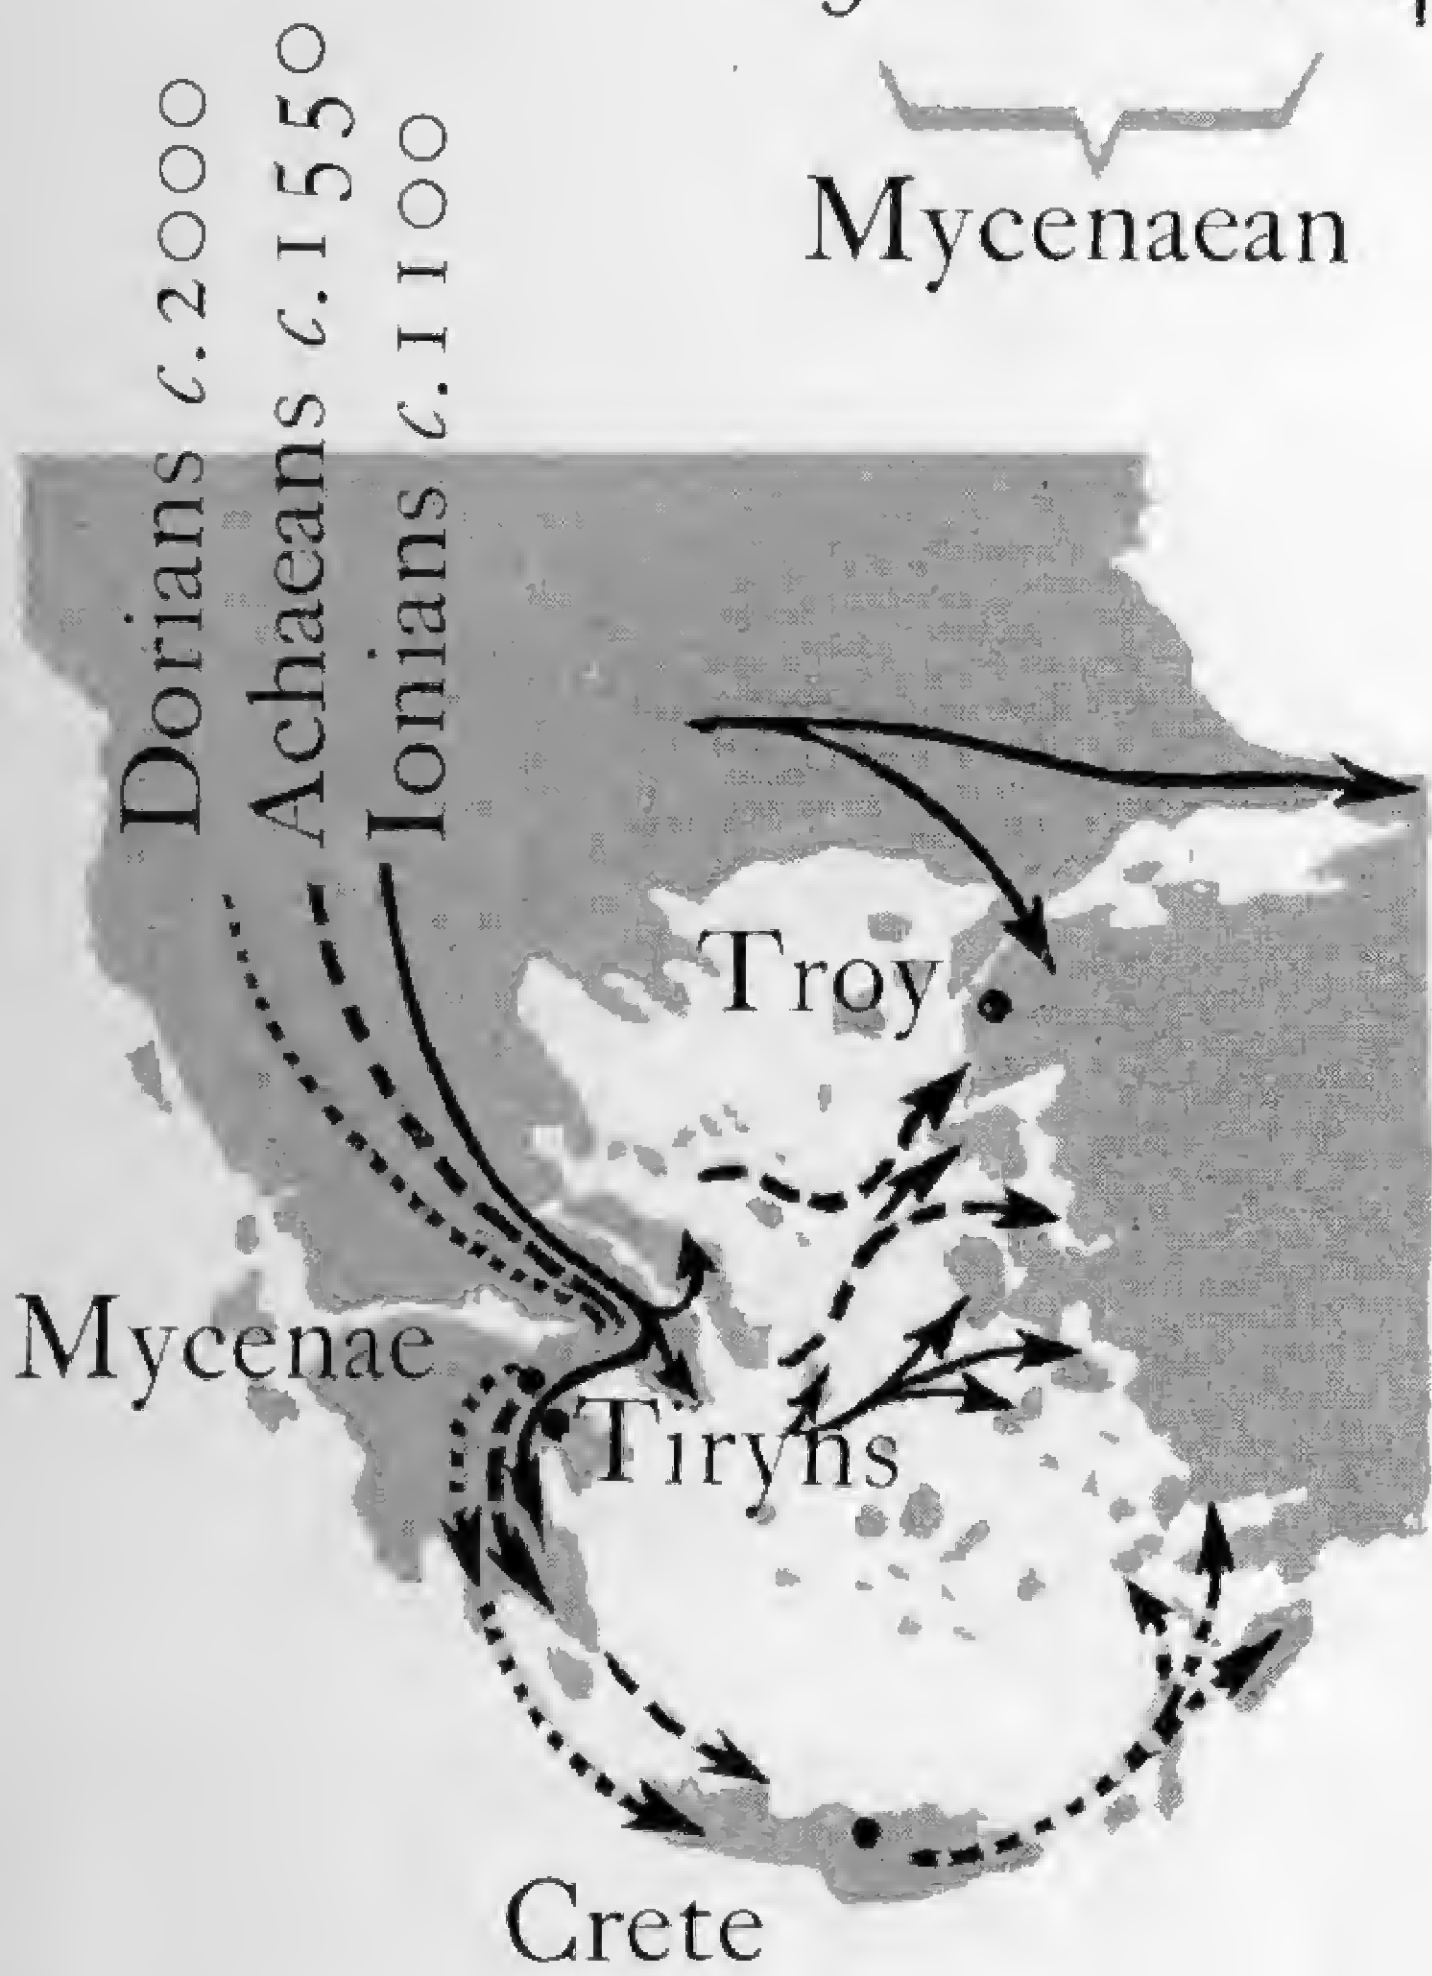 Mycenaean
Dorians c. 2000
Achaeans c. 1550
Ionians c. 1100
Troy
Mycenae
Tiryns
Crete